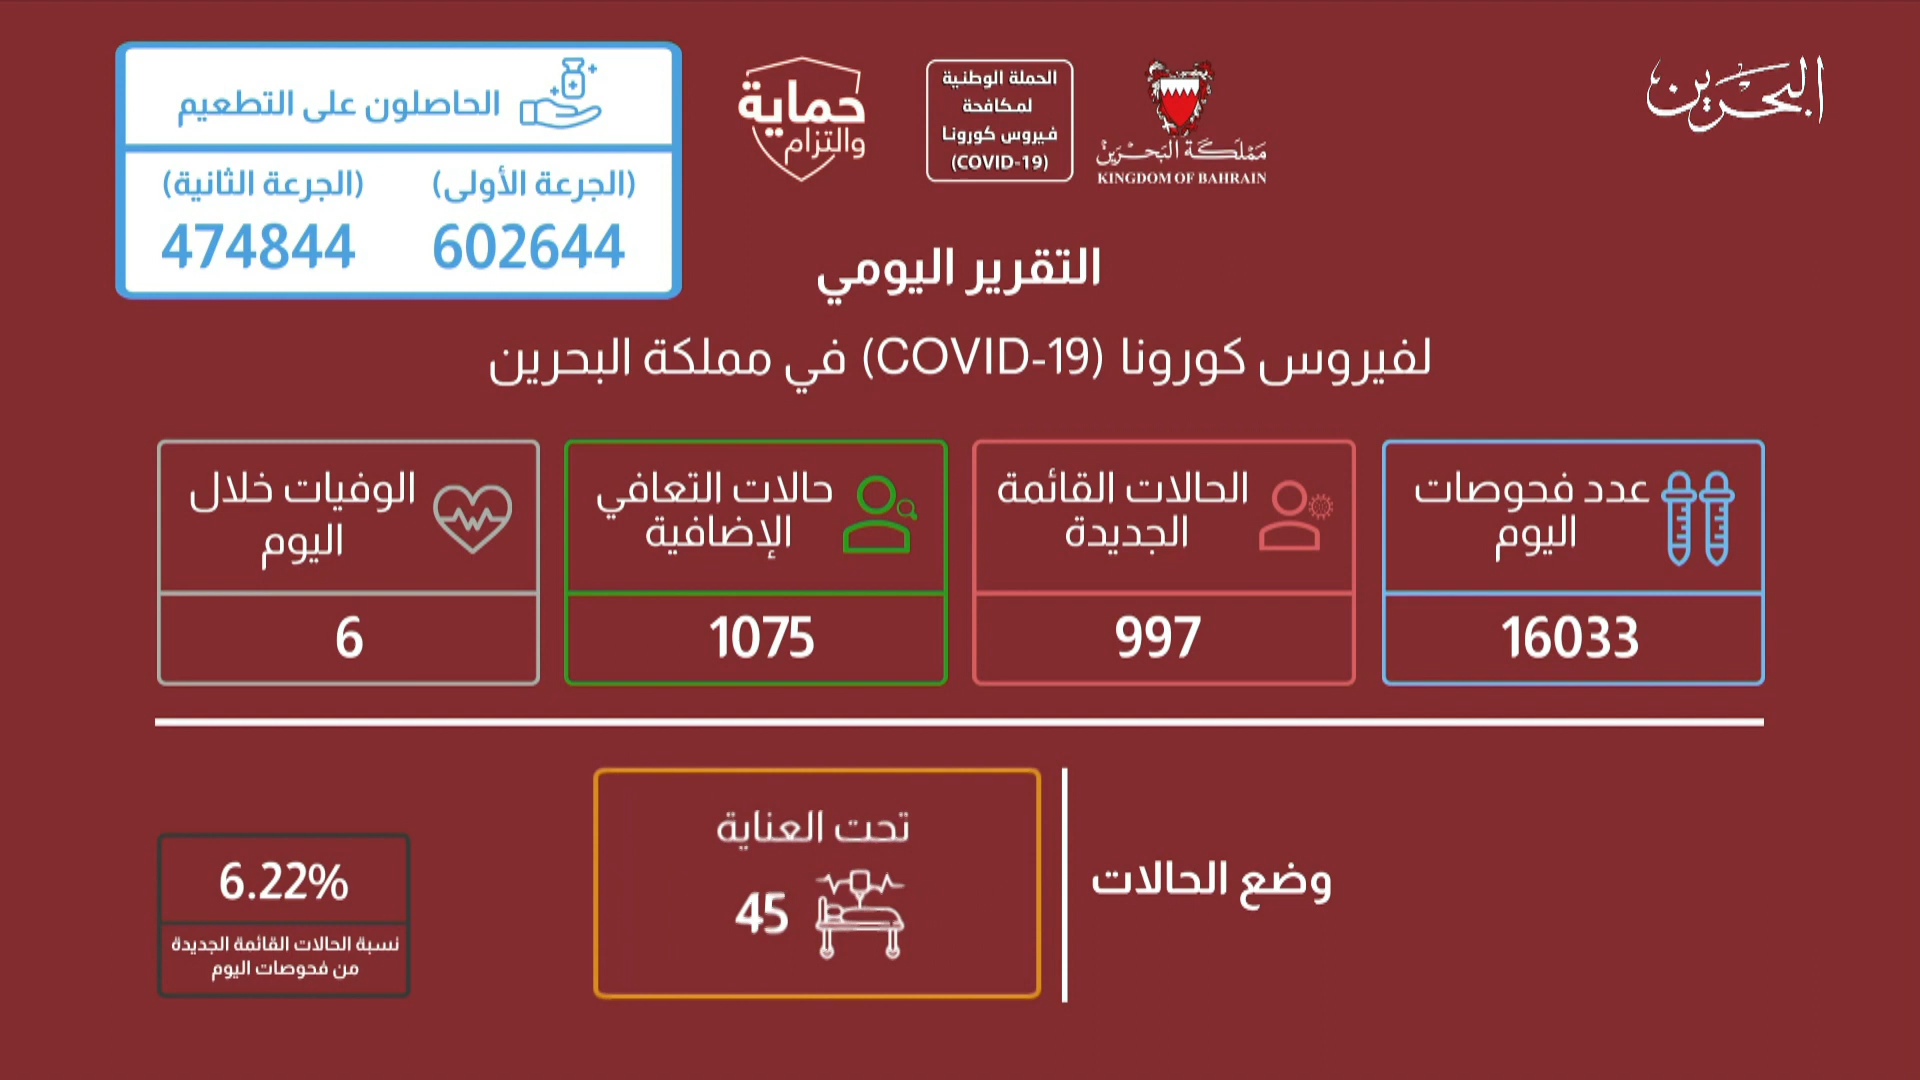 البحرين
مملكة البحرين
KINGDOM OF BAHRAIN
الحملة الوطنية
لمكافحة
فيروس كورونا
(COVID-19)
حماية
والتزام
الحاصلون على التطعيم
(الجرعة الأولى)
602644
(الجرعة الثانية)
474844
التقرير اليومي
لفيروس كورونا (COVID-19) في مملكة البحرين
عدد فحوصات
اليوم
16033
الحالات القائمة
الجديدة
997
حالات التعافي
الإضافية
1075
الوفيات خلال
اليوم
6
وضع الحالات
تحت العناية
45
6.22%
نسبة الحالات القائمة الجديدة
من فحوصات اليوم